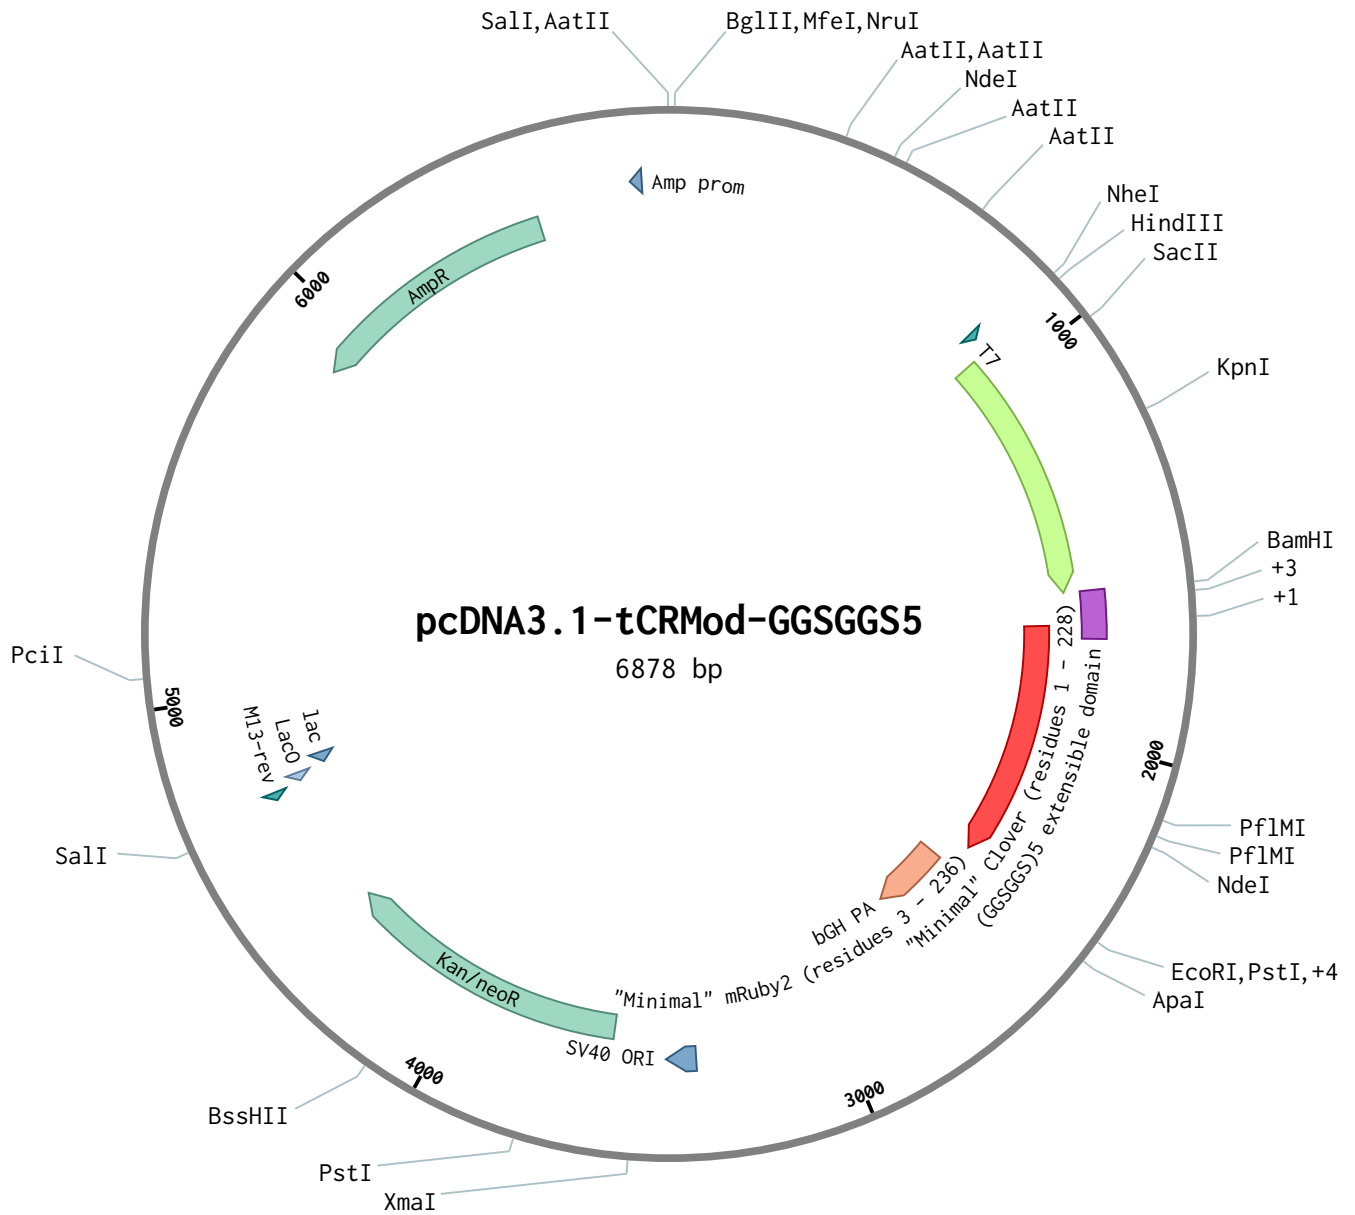 SalI,AatII
BglII,MfeI,NruI
AatII,AatII
NdeI
AatII
AatII
NheI
HindIII
SacII
KpnI
BamHI
+3
+1
PflMI
PflMI
NdeI
EcoRI,PstI,+4
ApaI
XmaI
PstI
BssHII
SalI
PciI
1000
2000
3000
4000
5000
6000
Amp prom
AmpR
T7
pcDNA3.1-tCRMod-GGSGGS5
6878 bp
"Minimal" Clover (residues 1 - 228)
(GGSGGS)5 extensible domain
"Minimal" mRuby2 (residues 3 - 236)
bGH PA
SV40 ORI
Kan/neoR
M13-rev
LacO
lac